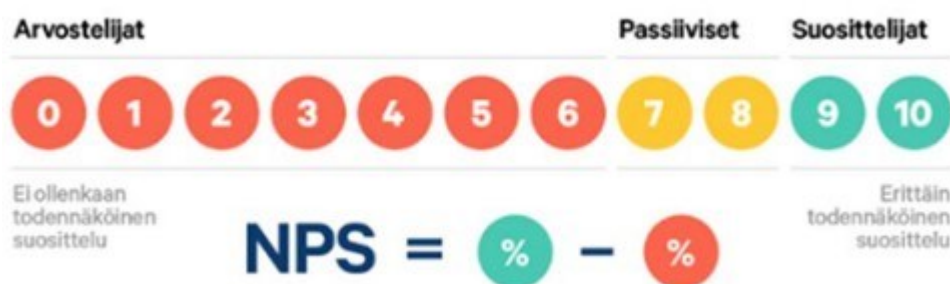 Arvostelijat Passiiviset Suosittelijat
0 1 2 3 4 5 6 7 8 9 10
Ei ollenkaan
todennäköinen
suosittelu
Erittäin
todennäköinen
suosittelu
NPS = % - %